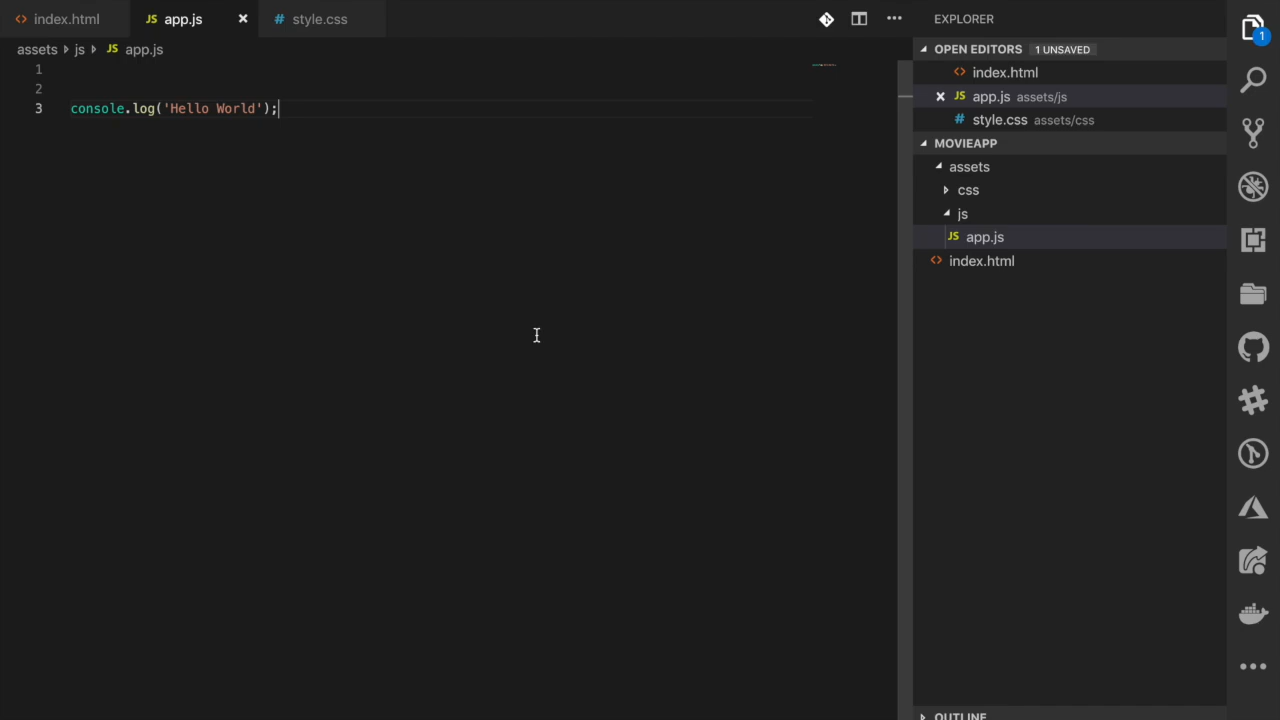 index.html
app.js
style.css
assets
js
JS app.js
1
2
3 console.log('Hello World');
EXPLORER
OPEN EDITORS 1 UNSAVED
index.html
JS app.js assets/js
# style.css assets/css
MOVIEAPP
assets
css
js
JS app.js
index.html
OUTLINE
1